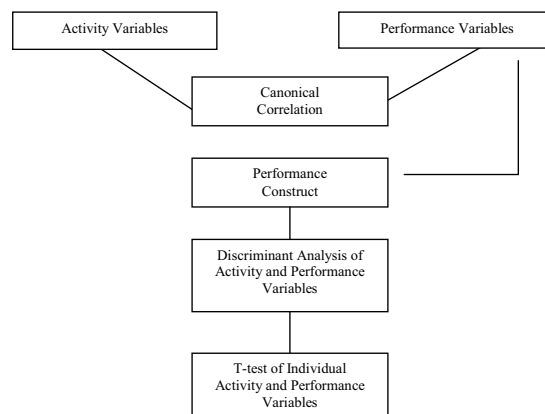 Activity Variables
Performance Variables
Canonical
Correlation
Performance
Construct
Discriminant Analysis of
Activity and Performance
Variables
T-test of Individual
Activity and Performance
Variables